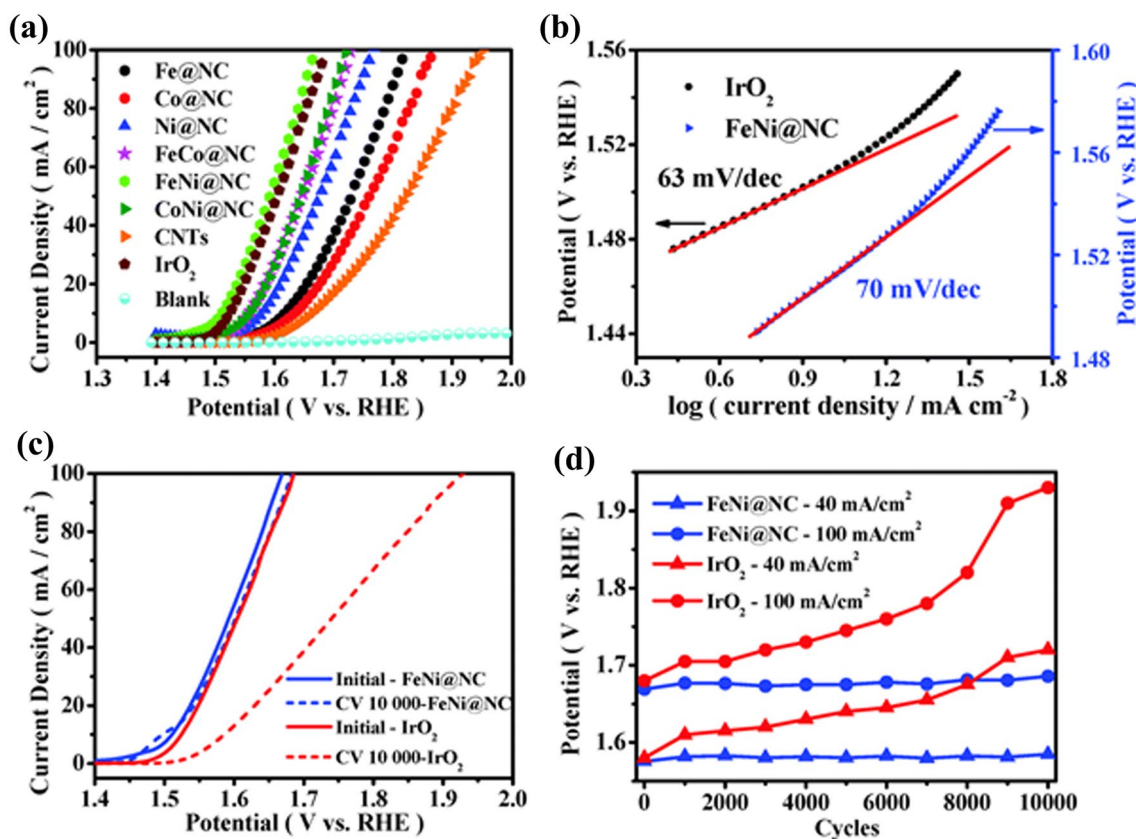 (a)
100
80
60
40
20
0
Current Density ( mA / cm²)
Fe@NC
Co@NC
Ni@NC
FeCo@NC
FeNi@NC
CoNi@NC
CNTs
IrO₂
Blank
1.3 1.4 1.5 1.6 1.7 1.8 1.9 2.0
Potential ( V vs. RHE )
(b)
1.56
1.52
1.48
1.44
Potential ( V vs. RHE)
IrO₂
FeNi@NC
63 mV/dec
70 mV/dec
1.60
1.56
1.52
1.48
Potential ( V vs. RHE)
0.3 0.6 0.9 1.2 1.5 1.8
log ( current density / mA cm⁻²)
(c)
100
80
60
40
20
0
Current Density ( mA / cm²)
Initial - FeNi@NC
CV 10 000-FeNi@NC
Initial - IrO₂
CV 10 000-IrO₂
1.4 1.5 1.6 1.7 1.8 1.9 2.0
Potential ( V vs. RHE)
(d)
1.9
1.8
1.7
1.6
Potential ( V vs. RHE)
FeNi@NC - 40 mA/cm²
FeNi@NC - 100 mA/cm²
IrO₂ - 40 mA/cm²
IrO₂ - 100 mA/cm²
0 2000 4000 6000 8000 10000
Cycles